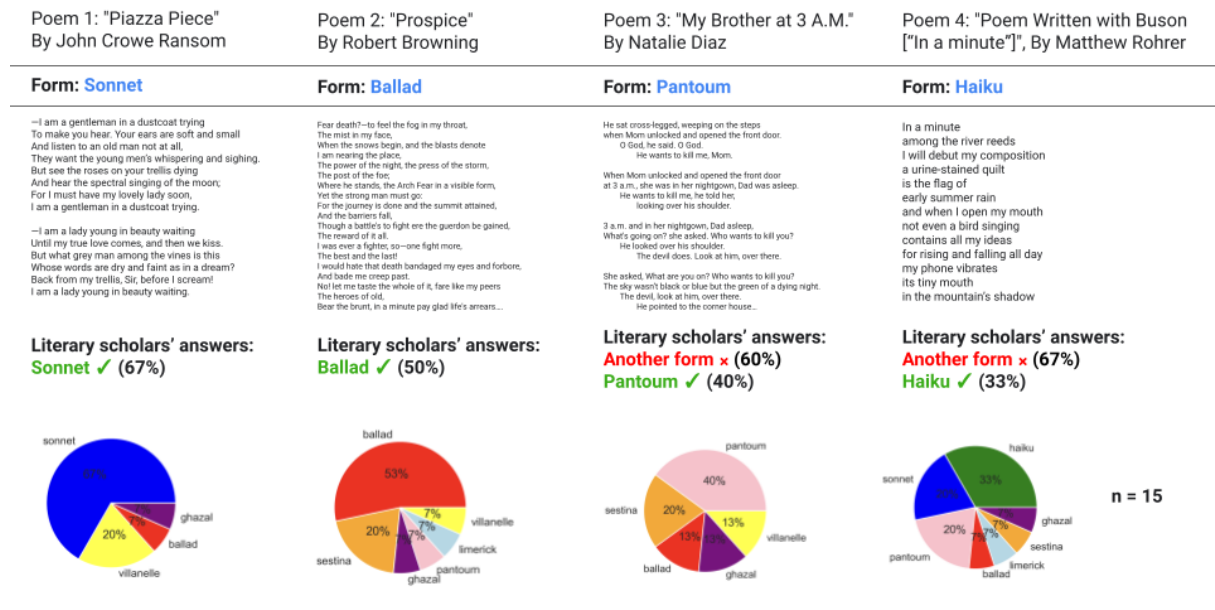 Poem 1: "Piazza Piece"
By John Crowe Ransom
Form: Sonnet
—I am a gentleman in a dustcoat trying
To make you hear. Your ears are soft and small
And listen to an old man not at all,
They want the young men's whispering and sighing.
But see the roses on your trellis dying
And hear the spectral singing of the moon;
For I must have my lovely lady soon,
I am a gentleman in a dustcoat trying.
—I am a lady young in beauty waiting
Until my true love comes, and then we kiss.
But what grey man among the vines is this
Whose words are dry and faint as in a dream?
Back from my trellis, Sir, before I scream!
I am a lady young in beauty waiting.
Literary scholars' answers:
Sonnet ✓ (67%)
sonnet
67%
7%
ghazal
7%
ballad
20%
villanelle
Poem 2: "Prospice"
By Robert Browning
Form: Ballad
Fear death?—to feel the fog in my throat,
The mist in my face,
When the snows begin, and the blasts denote
I am nearing the place,
The power of the night, the press of the storm,
The post of the foe;
Where he stands, the Arch Fear in a visible form,
Yet the strong man must go:
For the journey is done and the summit attained,
And the barriers fall,
Though a battle's to fight ere the guerdon be gained,
The reward of it all.
I was ever a fighter, so—one fight more,
The best and the last!
I would hate that death bandaged my eyes and forbore,
And bade me creep past.
No! let me taste the whole of it, fare like my peers
The heroes of old,
Bear the brunt, in a minute pay glad life's arrears....
Literary scholars' answers:
Ballad ✓ (50%)
ballad
53%
7%
villanelle
7%
limerick
20%
7%
7%
sestina
pantoum
ghazal
Poem 3: "My Brother at 3 A.M."
By Natalie Diaz
Form: Pantoum
He sat cross-legged, weeping on the steps
when Mom unlocked and opened the front door.
O God, he said. O God.
He wants to kill me, Mom.
When Mom unlocked and opened the front door
at 3 a.m., she was in her nightgown, Dad was asleep.
He wants to kill me, he told her,
looking over his shoulder.
3 a.m. and in her nightgown, Dad asleep,
What's going on? she asked. Who wants to kill you?
He looked over his shoulder.
The devil does. Look at him, over there.
She asked, What are you on? Who wants to kill you?
The sky wasn't black or blue but the green of a dying night.
The devil, look at him, over there.
He pointed to the corner house…
Literary scholars' answers:
Another form × (60%)
Pantoum ✓ (40%)
pantoum
40%
sestina
20%
13%
villanelle
13%
13%
ballad
ghazal
Poem 4: "Poem Written with Buson
[“In a minute”]", By Matthew Rohrer
Form: Haiku
In a minute
among the river reeds
I will debut my composition
a urine-stained quilt
is the flag of
early summer rain
and when I open my mouth
not even a bird singing
contains all my ideas
for rising and falling all day
my phone vibrates
its tiny mouth
in the mountain's shadow
Literary scholars' answers:
Another form × (67%)
Haiku ✓ (33%)
haiku
33%
sonnet
20%
7%
ghazal
20%
7%
7%
7%
sestina
pantoum
limerick
ballad
n = 15